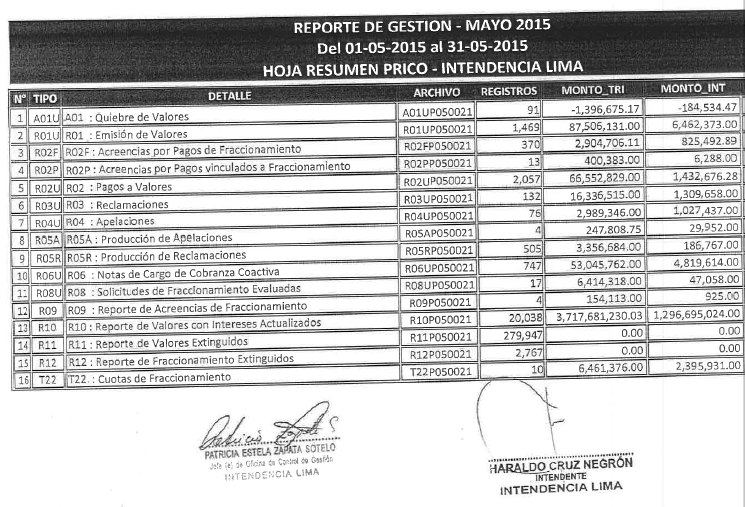 REPORTE DE GESTION - MAYO 2015
Del 01-05-2015 al 31-05-2015
HOJA RESUMEN PRICO - INTENDENCIA LIMA
N° TIPO DETALLE ARCHIVO REGISTROS MONTO_TRI MONTO_INT
1 A01U A01 : Quiebre de Valores A01UP050021 91 -1,396,675.17 -184,534.47
2 R01U R01 : Emisión de Valores R01UP050021 1,469 87,506,131.00 6,462,373.00
3 R02F R02F : Acreencias por Pagos de Fraccionamiento R02FP050021 370 2,904,706.11 825,492.89
4 R02P R02P : Acreencias por Pagos vinculados a Fraccionamiento R02PP050021 13 400,383.00 6,288.00
5 R02U R02 : Pagos a Valores R02UP050021 2,057 66,552,829.00 1,432,676.28
6 R03U R03 : Reclamaciones R03UP050021 132 16,336,515.00 1,309,658.00
7 R04U R04 : Apelaciones R04UP050021 76 2,989,346.00 1,027,437.00
8 R05A R05A : Producción de Apelaciones R05AP050021 4 247,808.75 29,952.00
9 R05R R05R : Producción de Reclamaciones R05RP050021 505 3,356,684.00 186,767.00
10 R06U R06 : Notas de Cargo de Cobranza Coactiva R06UP050021 747 53,045,762.00 4,819,614.00
11 R08U R08 : Solicitudes de Fraccionamiento Evaluadas R08UP050021 17 6,414,318.00 47,058.00
12 R09 R09 : Reporte de Acreencias de Fraccionamiento R09P050021 4 154,113.00 925.00
13 R10 R10 : Reporte de Valores con Intereses Actualizados R10P050021 20,038 3,717,681,230.03 1,296,695,024.00
14 R11 R11 : Reporte de Valores Extinguidos R11P050021 279,947 0.00 0.00
15 R12 R12 : Reporte de Fraccionamiento Extinguidos R12P050021 2,767 0.00 0.00
16 T22 T22 : Cuotas de Fraccionamiento T22P050021 10 6,461,376.00 2,395,931.00
Patricia Zapata S
PATRICIA ESTELA ZAPATA SOTELO
Jefe (e) de Oficina de Control de Gestión
INTENDENCIA LIMA
HARALDO CRUZ NEGRÓN
INTENDENTE
INTENDENCIA LIMA